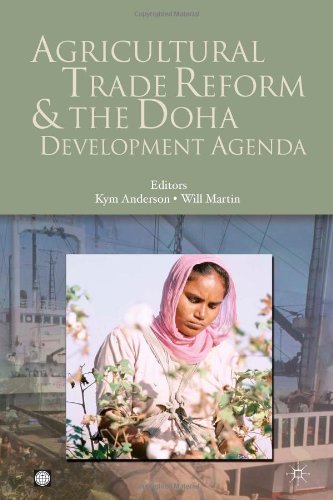 AGRICULTURAL
TRADE REFORM
& THE DOHA
DEVELOPMENT AGENDA
Editors
Kym Anderson • Will Martin